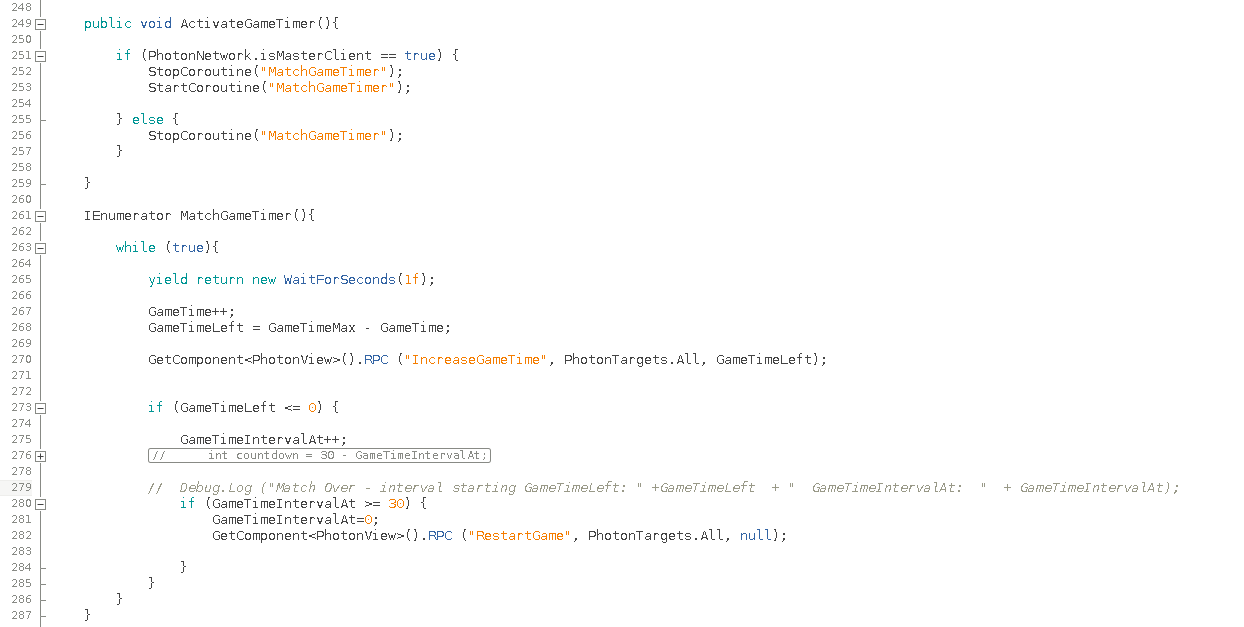 248
249 public void ActivateGameTimer(){
250
251 if (PhotonNetwork.isMasterClient == true) {
252 StopCoroutine("MatchGameTimer");
253 StartCoroutine("MatchGameTimer");
254
255 } else {
256 StopCoroutine("MatchGameTimer");
257 }
258
259 }
260
261 IEnumerator MatchGameTimer(){
262
263 while (true){
264
265 yield return new WaitForSeconds(1f);
266
267 GameTime++;
268 GameTimeLeft = GameTimeMax - GameTime;
269
270 GetComponent<PhotonView>().RPC ("IncreaseGameTime", PhotonTargets.All, GameTimeLeft);
271
272
273 if (GameTimeLeft <= 0) {
274
275 GameTimeIntervalAt++;
276 // int countdown = 30 - GameTimeIntervalAt;
278
279 // Debug.Log ("Match Over - interval starting GameTimeLeft: " +GameTimeLeft + " GameTimeIntervalAt: " + GameTimeIntervalAt);
280 if (GameTimeIntervalAt >= 30) {
281 GameTimeIntervalAt=0;
282 GetComponent<PhotonView>().RPC ("RestartGame", PhotonTargets.All, null);
283
284 }
285 }
286 }
287 }